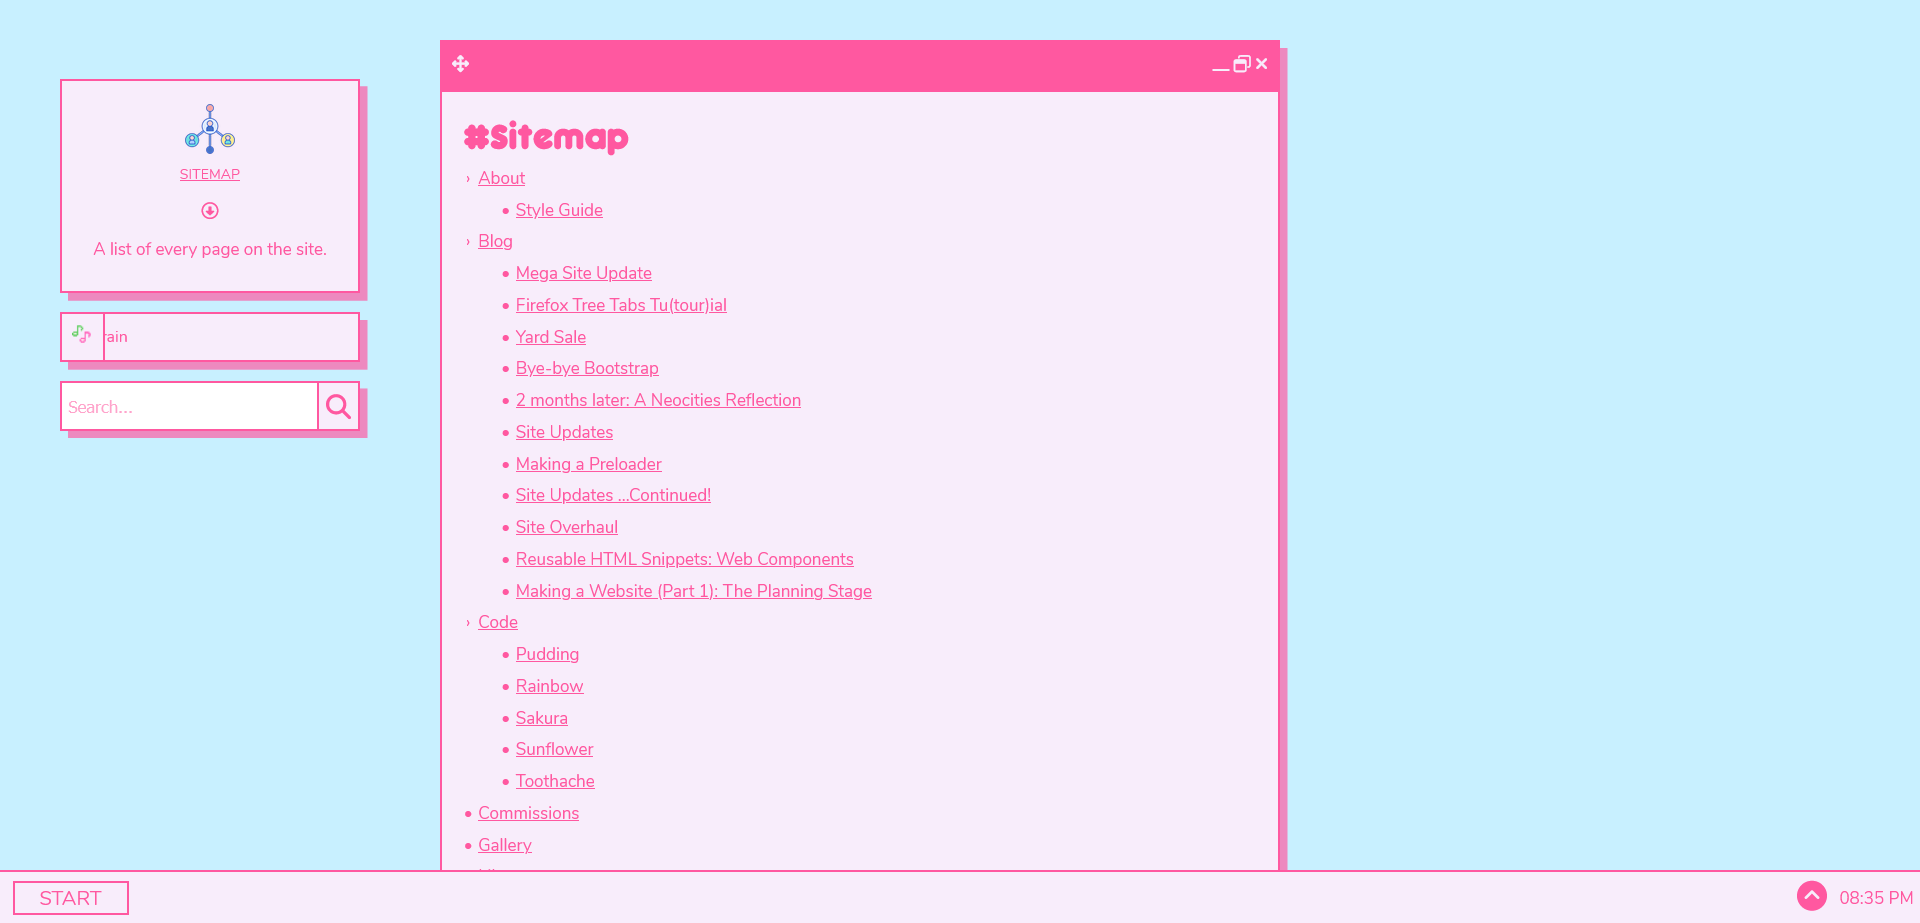 SITEMAP
A list of every page on the site.
rain
Search...
#Sitemap
› About
• Style Guide
› Blog
• Mega Site Update
• Firefox Tree Tabs Tu(tour)ial
• Yard Sale
• Bye-bye Bootstrap
• 2 months later: A Neocities Reflection
• Site Updates
• Making a Preloader
• Site Updates ...Continued!
• Site Overhaul
• Reusable HTML Snippets: Web Components
• Making a Website (Part 1): The Planning Stage
› Code
• Pudding
• Rainbow
• Sakura
• Sunflower
• Toothache
• Commissions
• Gallery
START
08:35 PM